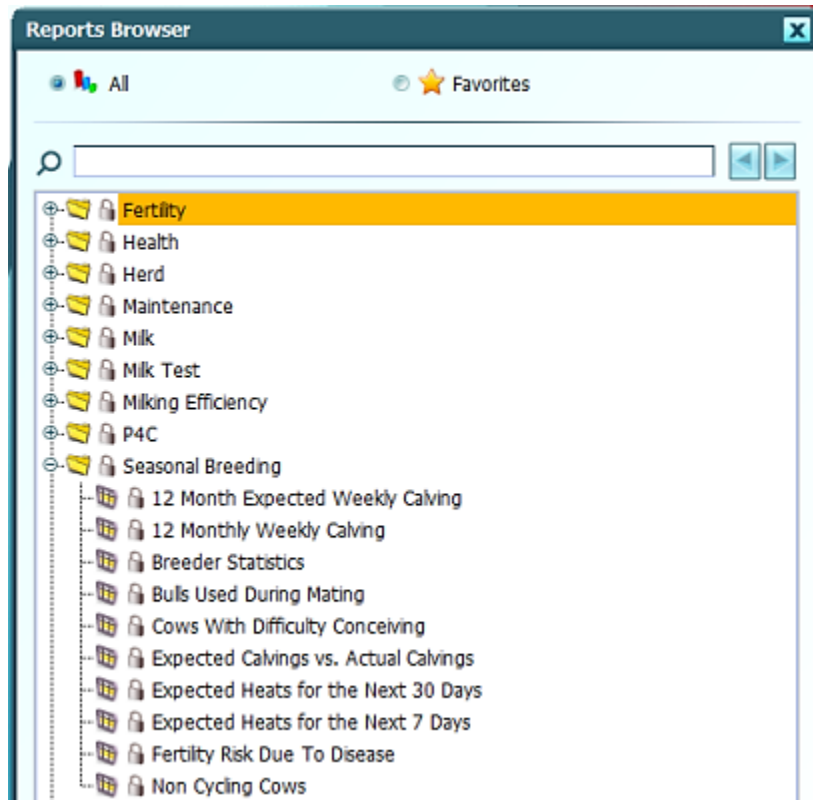 Reports Browser
All
Favorites
Fertility
Health
Herd
Maintenance
Milk
Milk Test
Milking Efficiency
P4C
Seasonal Breeding
12 Month Expected Weekly Calving
12 Monthly Weekly Calving
Breeder Statistics
Bulls Used During Mating
Cows With Difficulty Conceiving
Expected Calvings vs. Actual Calvings
Expected Heats for the Next 30 Days
Expected Heats for the Next 7 Days
Fertility Risk Due To Disease
Non Cycling Cows